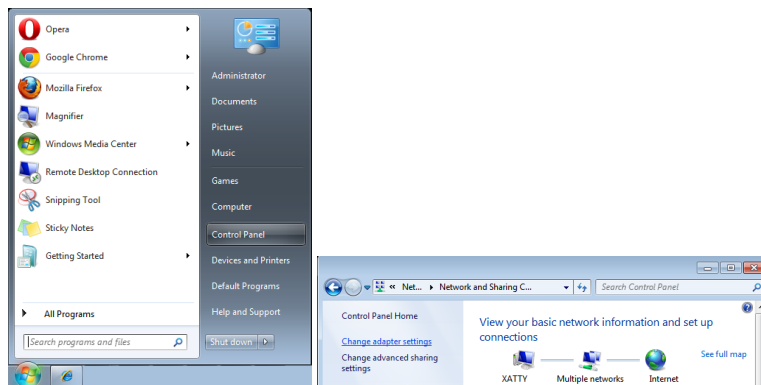 Opera
Google Chrome
Mozilla Firefox
Magnifier
Windows Media Center
Remote Desktop Connection
Snipping Tool
Sticky Notes
Getting Started
All Programs
Search programs and files
Administrator
Documents
Pictures
Music
Games
Computer
Control Panel
Devices and Printers
Default Programs
Help and Support
Shut down
« Net... Network and Sharing C...
Search Control Panel
Control Panel Home
Change adapter settings
Change advanced sharing
settings
View your basic network information and set up
connections
See full map
XATTY Multiple networks Internet